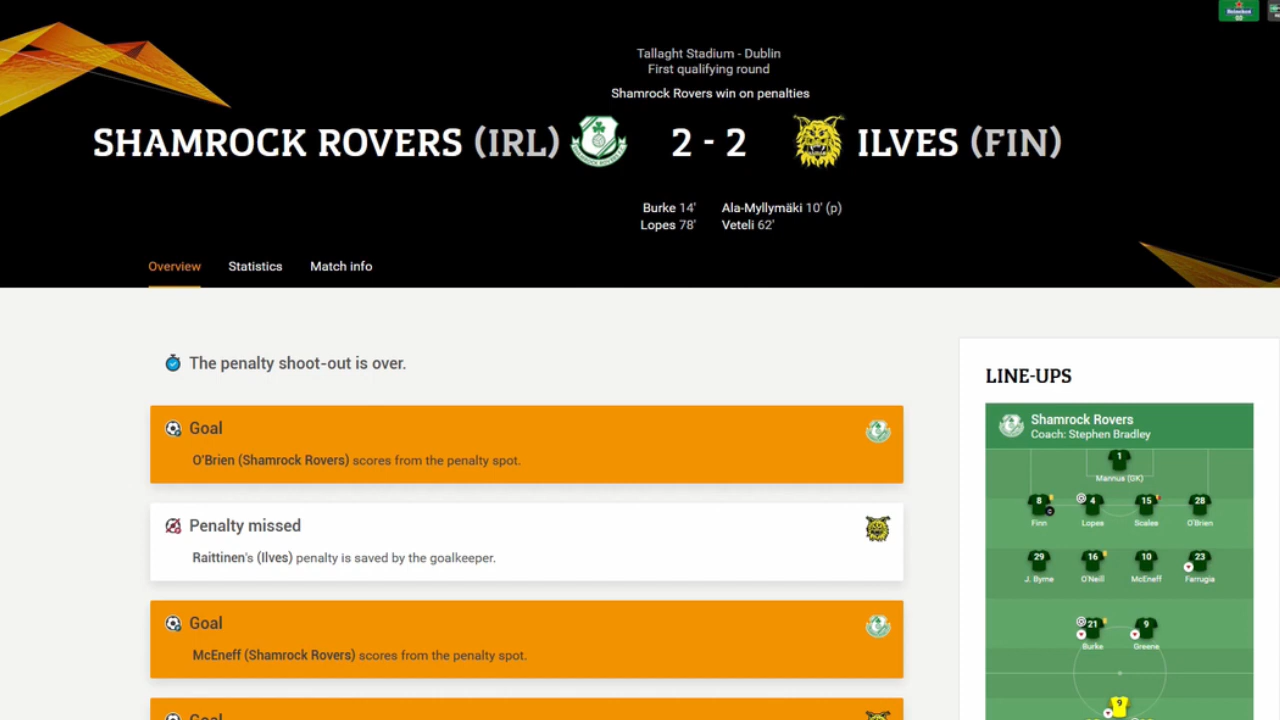 Heineken
Tallaght Stadium - Dublin
First qualifying round
Shamrock Rovers win on penalties
SHAMROCK ROVERS (IRL)
2 - 2
ILVES (FIN)
Burke 14' Ala-Myllymäki 10' (p)
Lopes 78' Veteli 62'
Overview Statistics Match info
The penalty shoot-out is over.
Goal
O'Brien (Shamrock Rovers) scores from the penalty spot.
Penalty missed
Raittinen's (Ilves) penalty is saved by the goalkeeper.
Goal
McEneff (Shamrock Rovers) scores from the penalty spot.
Goal
LINE-UPS
Shamrock Rovers
Coach: Stephen Bradley
1
Mannus (GK)
8 4 15 28
Finn Lopes Scales O'Brien
29 16 10 23
J. Byrne O'Neill McEneff Farrugia
21 9
Burke Greene
9